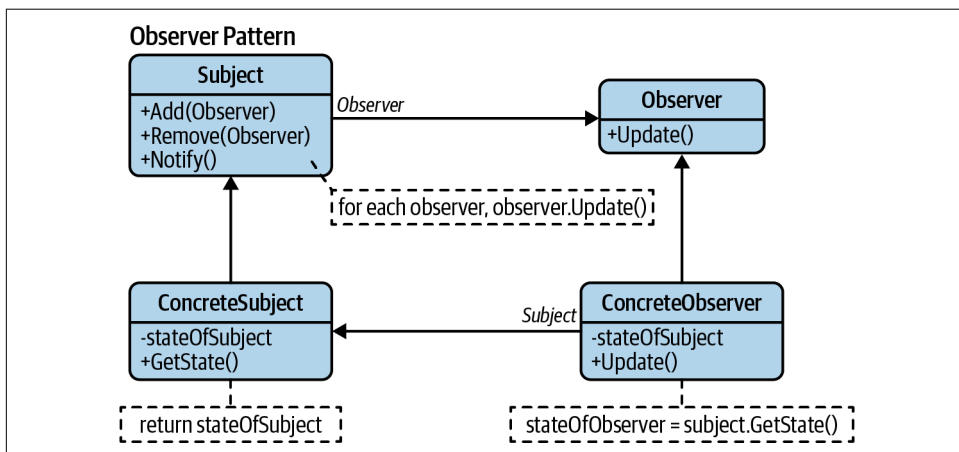 Observer Pattern
Subject
+Add(Observer)
+Remove(Observer)
+Notify()
Observer
Observer
+Update()
for each observer, observer.Update()
ConcreteSubject
-stateOfSubject
+GetState()
Subject
ConcreteObserver
-stateOfSubject
+Update()
return stateOfSubject
stateOfObserver = subject.GetState()